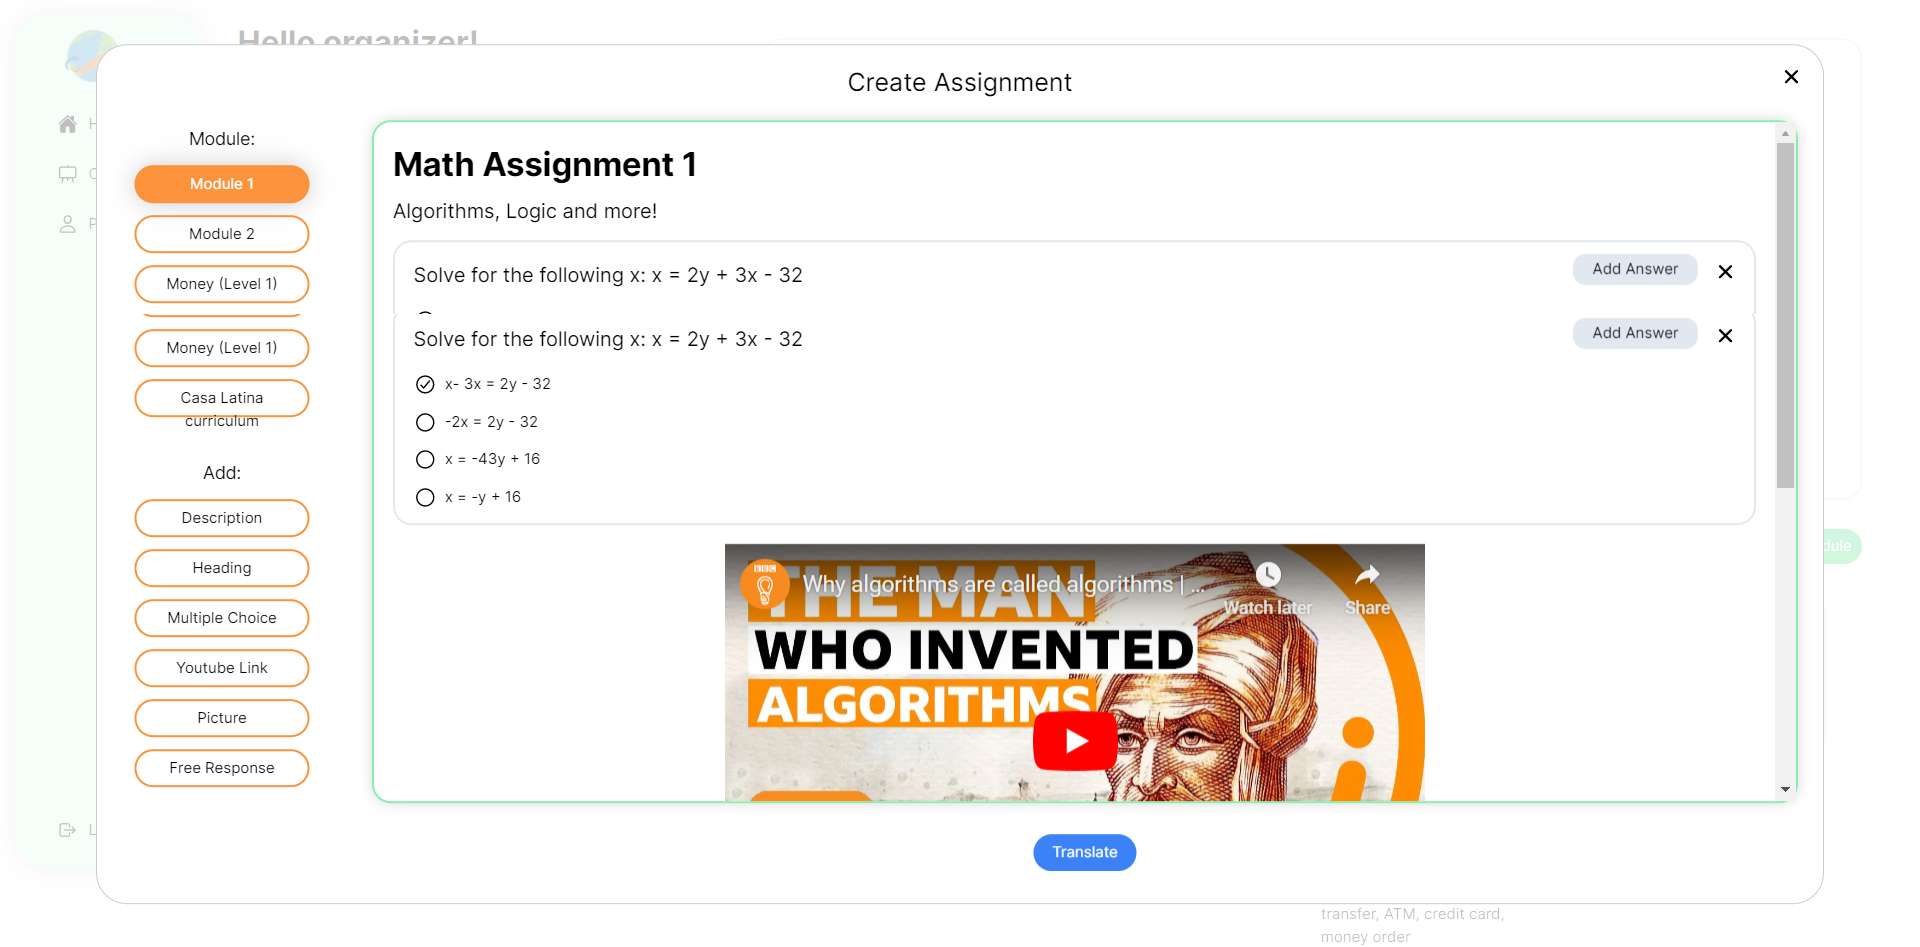 Hello organizer!
Create Assignment
Module:
Module 1
Module 2
Money (Level 1)
Money (Level 1)
Casa Latina
curriculum
Add:
Description
Heading
Multiple Choice
Youtube Link
Picture
Free Response
Math Assignment 1
Algorithms, Logic and more!
Solve for the following x: x = 2y + 3x - 32
Add Answer
Solve for the following x: x = 2y + 3x - 32
Add Answer
x- 3x = 2y - 32
-2x = 2y - 32
x = -43y + 16
x = -y + 16
BBC
Why algorithms are called algorithms | ...
Watch later
Share
THE MAN
WHO INVENTED
ALGORITHMS
Translate
transfer, ATM, credit card,
money order